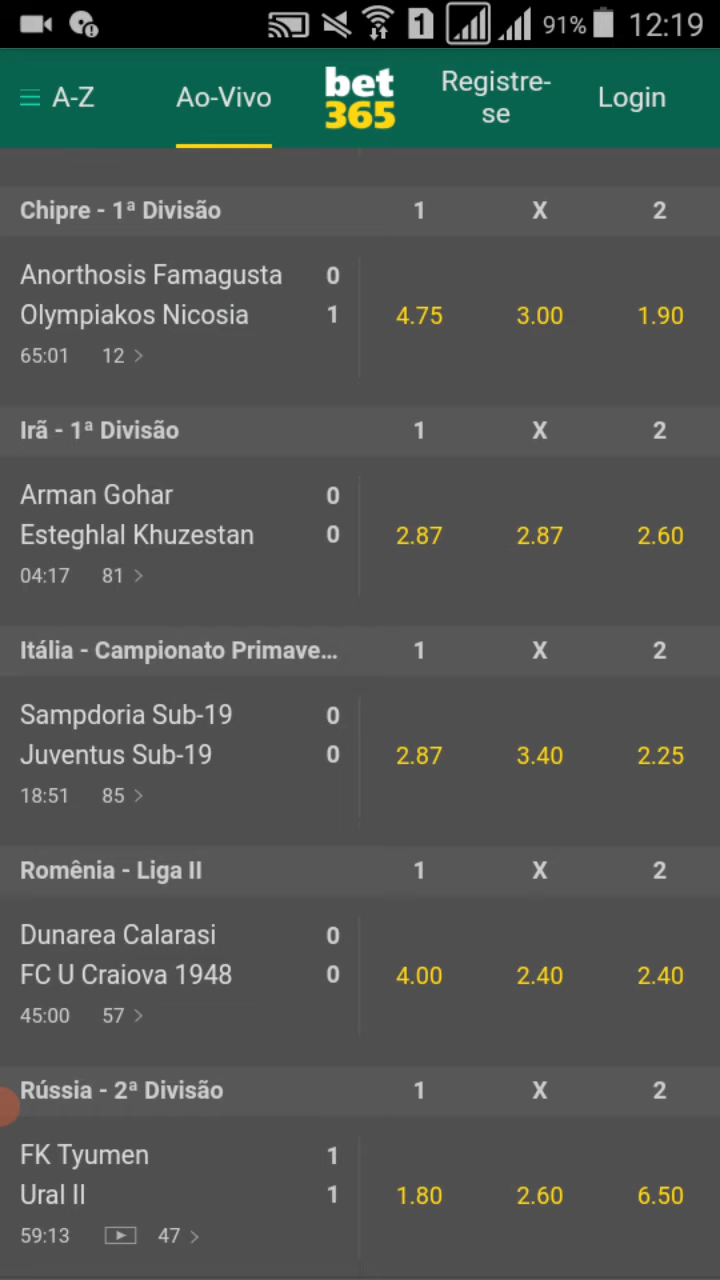 1 91% 12:19
A-Z Ao-Vivo bet365 Registre-se Login
Chipre - 1ª Divisão 1 X 2
Anorthosis Famagusta 0
Olympiakos Nicosia 1 4.75 3.00 1.90
65:01 12 >
Irã - 1ª Divisão 1 X 2
Arman Gohar 0
Esteghlal Khuzestan 0 2.87 2.87 2.60
04:17 81 >
Itália - Campionato Primave... 1 X 2
Sampdoria Sub-19 0
Juventus Sub-19 0 2.87 3.40 2.25
18:51 85 >
Romênia - Liga II 1 X 2
Dunarea Calarasi 0
FC U Craiova 1948 0 4.00 2.40 2.40
45:00 57 >
Rússia - 2ª Divisão 1 X 2
FK Tyumen 1
Ural II 1 1.80 2.60 6.50
59:13 47 >